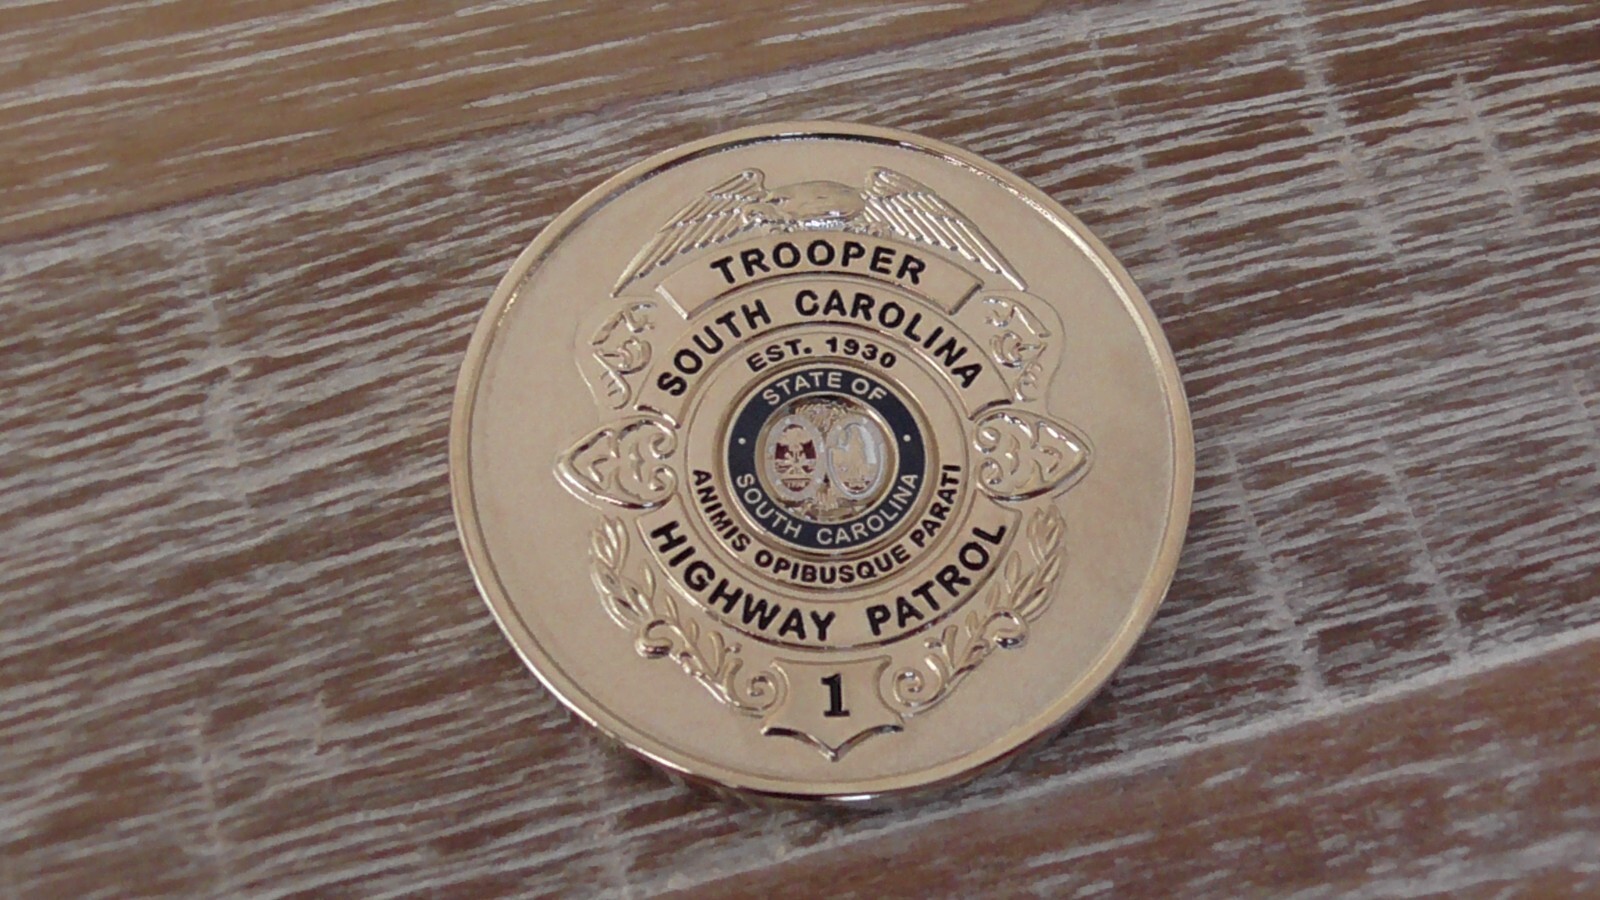 TROOPER
SOUTH CAROLINA
EST. 1930
STATE OF
SOUTH CAROLINA
ANIMIS OPIBUSQUE PARATI
HIGHWAY PATROL
1